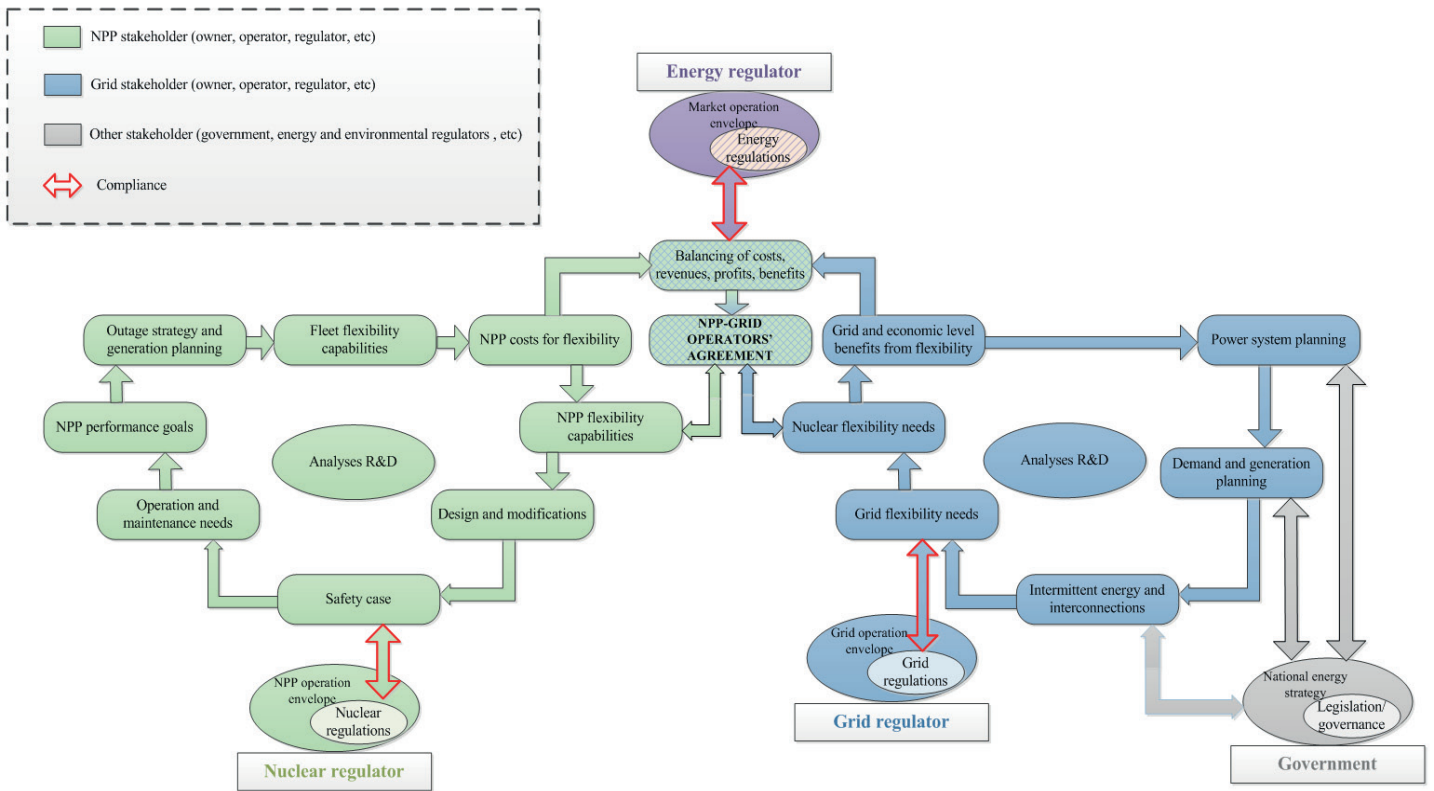 NPP stakeholder (owner, operator, regulator, etc)
Grid stakeholder (owner, operator, regulator, etc)
Other stakeholder (government, energy and environmental regulators , etc)
Compliance
Energy regulator
Market operation
envelope
Energy
regulations
Balancing of costs,
revenues, profits, benefits
Outage strategy and
generation planning
Fleet flexibility
capabilities
NPP costs for flexibility
NPP-GRID
OPERATORS'
AGREEMENT
Grid and economic level
benefits from flexibility
Power system planning
NPP performance goals
NPP flexibility
capabilities
Nuclear flexibility needs
Analyses R&D
Analyses R&D
Demand and generation
planning
Operation and
maintenance needs
Design and modifications
Grid flexibility needs
Safety case
Intermittent energy and
interconnections
Grid operation
envelope
Grid
regulations
NPP operation
envelope
Nuclear
regulations
National energy
strategy
Legislation/
governance
Grid regulator
Nuclear regulator
Government